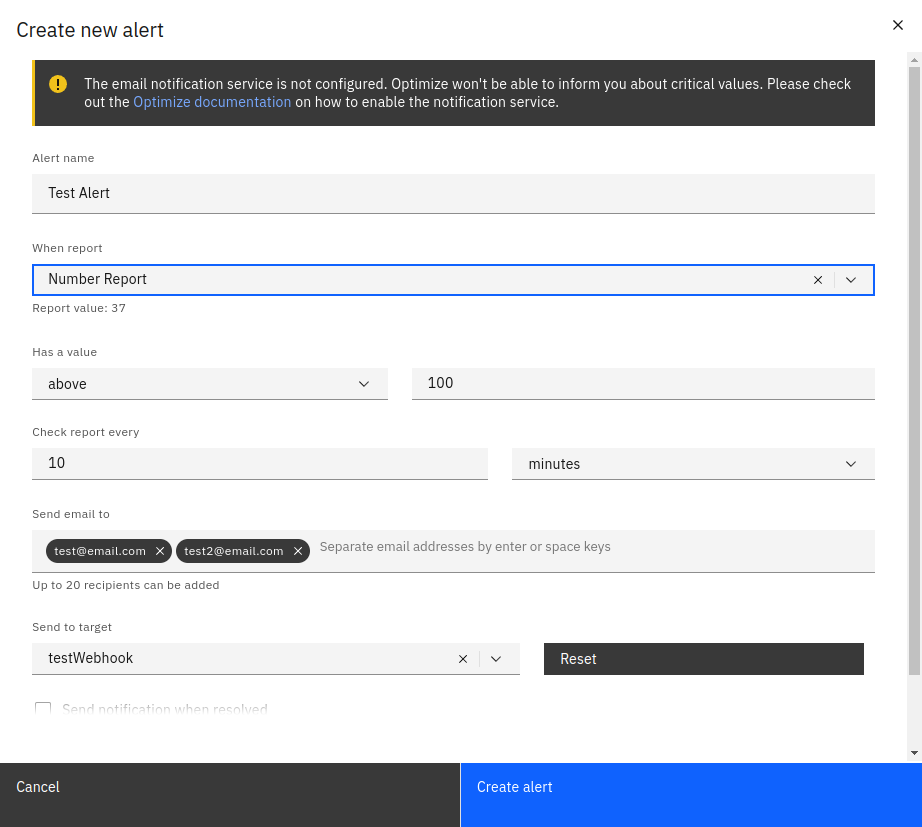 Create new alert
The email notification service is not configured. Optimize won't be able to inform you about critical values. Please check
out the Optimize documentation on how to enable the notification service.
Alert name
Test Alert
When report
Number Report
Report value: 37
Has a value
above
100
Check report every
10
minutes
Send email to
test@email.com
test2@email.com
Separate email addresses by enter or space keys
Up to 20 recipients can be added
Send to target
testWebhook
Reset
Send notification when resolved
Cancel
Create alert